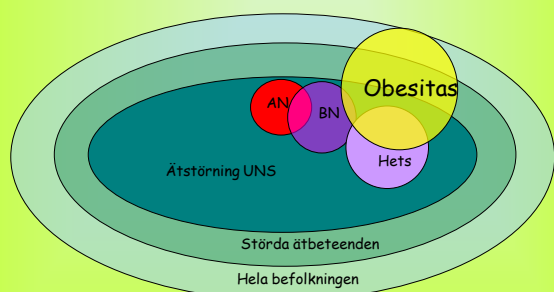 Obesitas
AN
BN
Hets
Ätstörning UNS
Störda ätbeteenden
Hela befolkningen